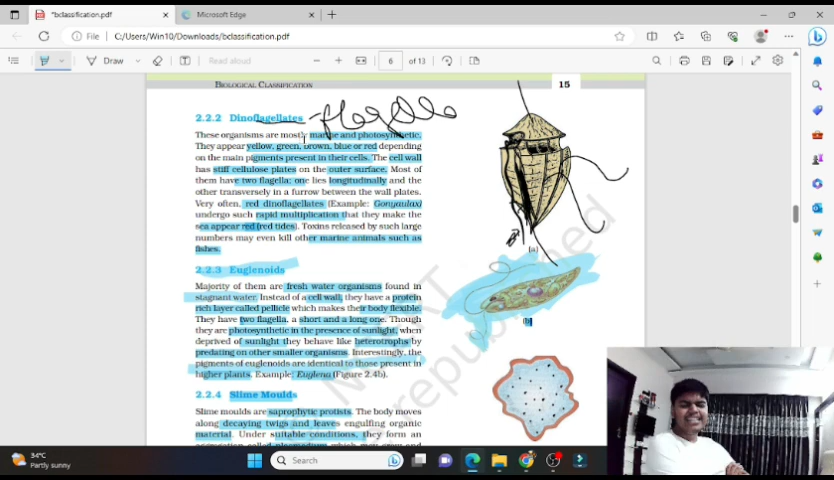 *bclassification.pdf
Microsoft Edge
File C:/Users/Win10/Downloads/bclassification.pdf
Draw
Read aloud
6 of 13
BIOLOGICAL CLASSIFICATION 15
2.2.2 Dinoflagellates
These organisms are mostly marine and photosynthetic.
They appear yellow, green, brown, blue or red depending
on the main pigments present in their cells. The cell wall
has stiff cellulose plates on the outer surface. Most of
them have two flagella; one lies longitudinally and the
other transversely in a furrow between the wall plates.
Very often, red dinoflagellates (Example: Gonyaulax)
undergo such rapid multiplication that they make the
sea appear red (red tides). Toxins released by such large
numbers may even kill other marine animals such as
fishes.
(a)
2.2.3 Euglenoids
Majority of them are fresh water organisms found in
stagnant water. Instead of a cell wall, they have a protein
rich layer called pellicle which makes their body flexible.
They have two flagella, a short and a long one. Though
they are photosynthetic in the presence of sunlight, when
deprived of sunlight they behave like heterotrophs by
predating on other smaller organisms. Interestingly, the
pigments of euglenoids are identical to those present in
higher plants. Example: Euglena (Figure 2.4b).
(b)
2.2.4 Slime Moulds
Slime moulds are saprophytic protists. The body moves
along decaying twigs and leaves engulfing organic
material. Under suitable conditions, they form an
34°C
Partly sunny
Search